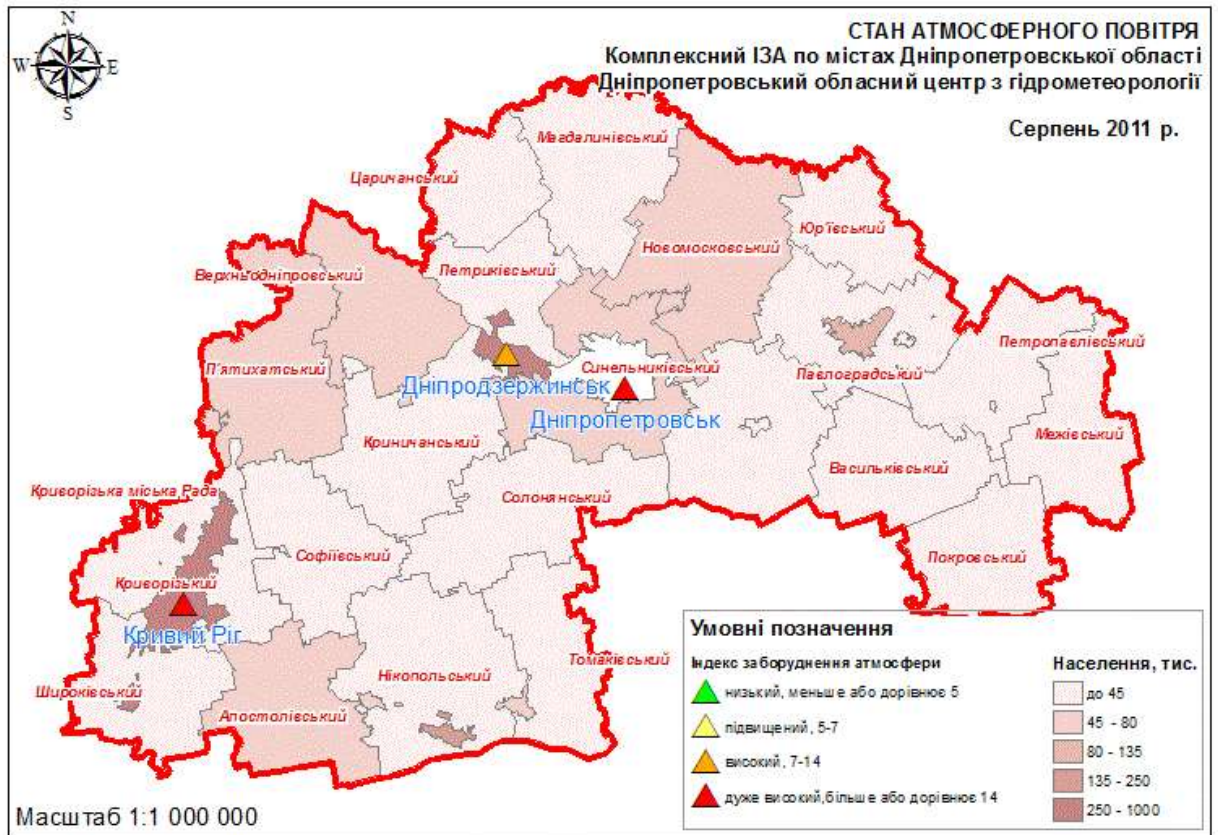 N
W E
S
СТАН АТМОСФЕРНОГО ПОВІТРЯ
Комплексний ІЗА по містах Дніпропетровскької області
Дніпропетровський обласний центр з гідрометеорології
Серпень 2011 р.
Магдалинівський
Царичанський
Юр'ївський
Новомосковський
Петриківський
Верхньодніпровський
Петропавлівський
П'ятихатський
Синельниківський
Павлоградський
Дніпродзержинськ
Дніпропетровськ
Криничанський
Межівський
Васильківський
Криворізька міська Рада
Солонянський
Софіївський
Покровський
Криворізький
Кривий Ріг
Томаківський
Нікопольський
Широківський
Апостолівський
Умовні позначення
Індекс заборуднення атмосфери
низький, меньше або дорівнює 5
підвищений, 5-7
високий, 7-14
дуже високий,більше або дорівнює 14
Населення, тис.
до 45
45 - 80
80 - 135
135 - 250
250 - 1000
Масштаб 1:1 000 000